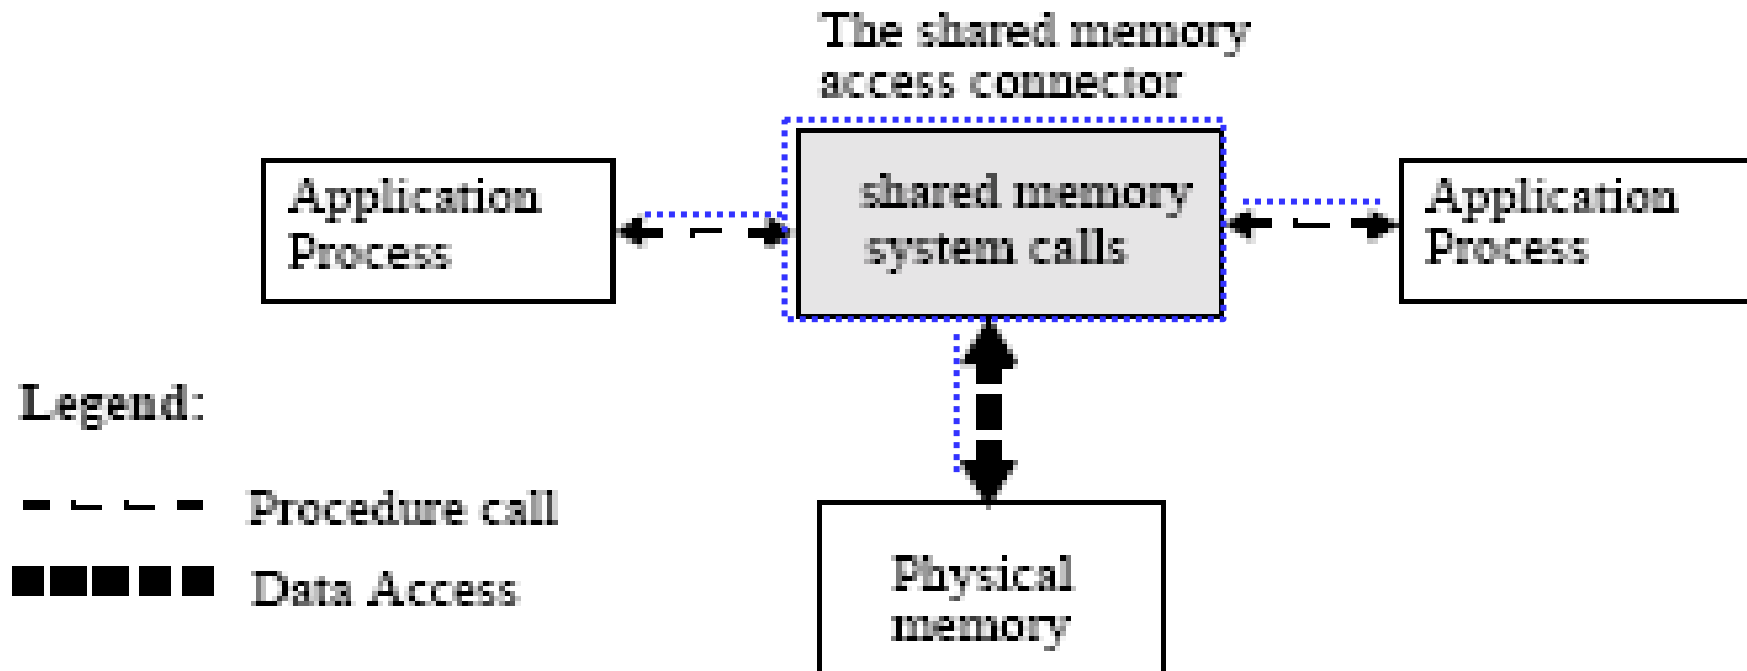 The shared memory
access connector
Application
Process
shared memory
system calls
Application
Process
Legend:
Procedure call
Data Access
Physical
memory